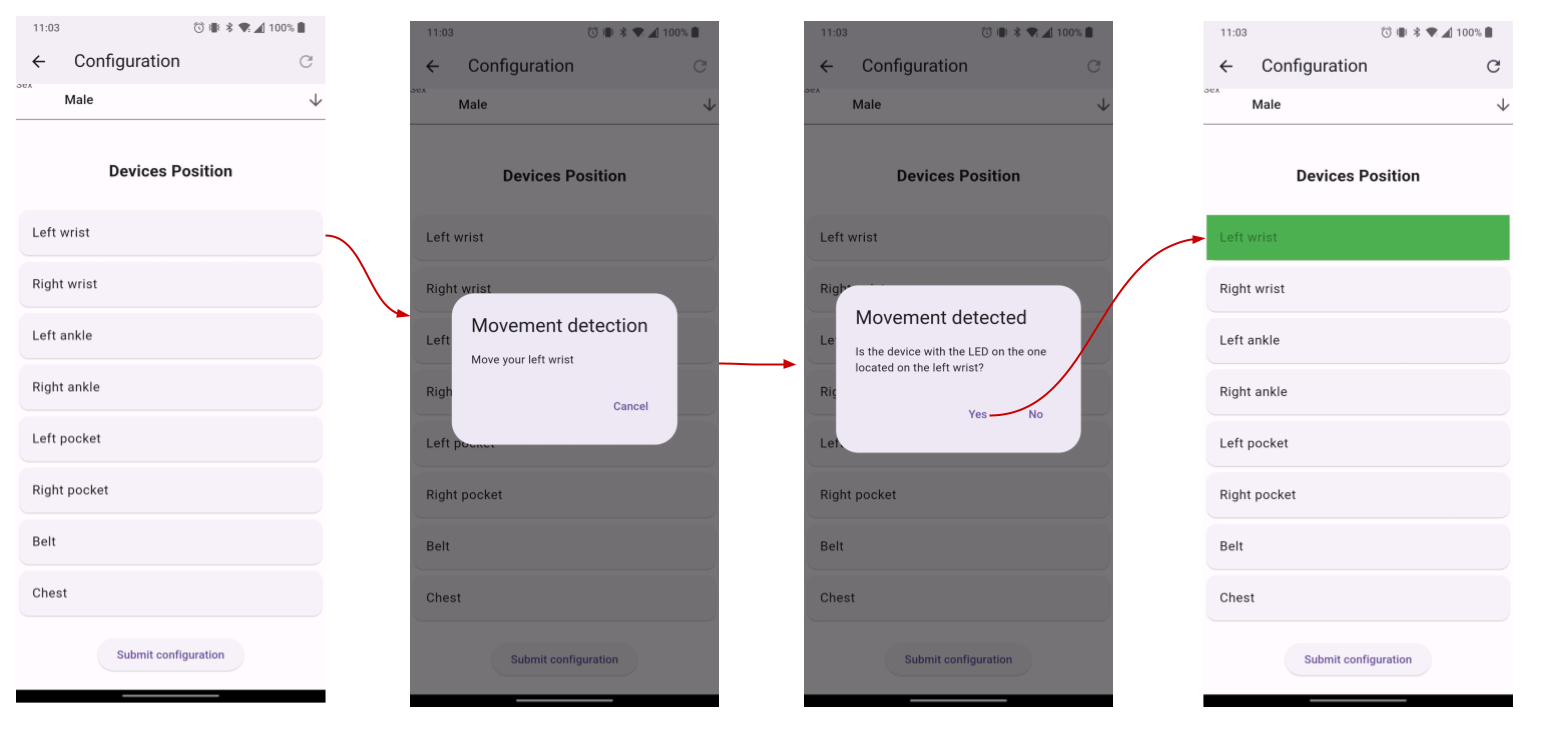 11:03
100%
Configuration
Sex
Male
Devices Position
Left wrist
Right wrist
Left ankle
Right ankle
Left pocket
Right pocket
Belt
Chest
Submit configuration
11:03
100%
Configuration
Sex
Male
Devices Position
Left wrist
Right wrist
Left
Righ
Movement detection
Move your left wrist
Cancel
Left pocket
Right pocket
Belt
Chest
Submit configuration
11:03
100%
Configuration
Sex
Male
Devices Position
Left wrist
Righ
Le
Rig
Movement detected
Is the device with the LED on the one
located on the left wrist?
Yes
No
Lef
Right pocket
Belt
Chest
Submit configuration
11:03
100%
Configuration
Sex
Male
Devices Position
Left wrist
Right wrist
Left ankle
Right ankle
Left pocket
Right pocket
Belt
Chest
Submit configuration